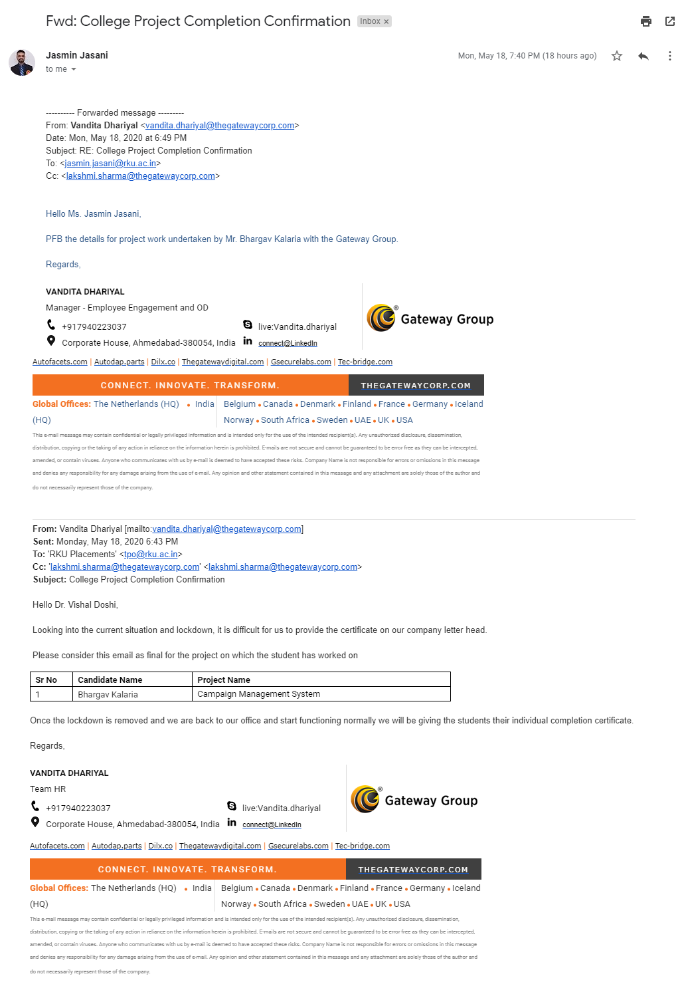 Fwd: College Project Completion Confirmation Inbox ×
Jasmin Jasani Mon, May 18, 7:40 PM (18 hours ago)
to me
---------- Forwarded message ---------
From: Vandita Dhariyal <vandita.dhariyal@thegatewaycorp.com>
Date: Mon, May 18, 2020 at 6:49 PM
Subject: RE: College Project Completion Confirmation
To: <jasmin.jasani@rku.ac.in>
Cc: <lakshmi.sharma@thegatewaycorp.com>
Hello Ms. Jasmin Jasani,
PFB the details for project work undertaken by Mr. Bhargav Kalaria with the Gateway Group.
Regards,
VANDITA DHARIYAL
Manager - Employee Engagement and OD
+917940223037 live:Vandita.dhariyal
Corporate House, Ahmedabad-380054, India connect@LinkedIn
Gateway Group®
Autofacets.com | Autodap.parts | Dilx.co | Thegatewaydigital.com | Gsecurelabs.com | Tec-bridge.com
CONNECT. INNOVATE. TRANSFORM. THEGATEWAYCORP.COM
Global Offices: The Netherlands (HQ) • India (HQ)
Belgium • Canada • Denmark • Finland • France • Germany • Iceland
Norway • South Africa • Sweden • UAE • UK • USA
This e-mail message may contain confidential or legally privileged information and is intended only for the use of the intended recipient(s). Any unauthorized disclosure, dissemination,
distribution, copying or the taking of any action in reliance on the information herein is prohibited. E-mails are not secure and cannot be guaranteed to be error free as they can be intercepted,
amended, or contain viruses. Anyone who communicates with us by e-mail is deemed to have accepted these risks. Company Name is not responsible for errors or omissions in this message
and denies any responsibility for any damage arising from the use of e-mail. Any opinion and other statement contained in this message and any attachment are solely those of the author and
do not necessarily represent those of the company.
From: Vandita Dhariyal [mailto:vandita.dhariyal@thegatewaycorp.com]
Sent: Monday, May 18, 2020 6:43 PM
To: 'RKU Placements' <tpo@rku.ac.in>
Cc: 'lakshmi.sharma@thegatewaycorp.com' <lakshmi.sharma@thegatewaycorp.com>
Subject: College Project Completion Confirmation
Hello Dr. Vishal Doshi,
Looking into the current situation and lockdown, it is difficult for us to provide the certificate on our company letter head.
Please consider this email as final for the project on which the student has worked on
Sr No Candidate Name Project Name
1 Bhargav Kalaria Campaign Management System
Once the lockdown is removed and we are back to our office and start functioning normally we will be giving the students their individual completion certificate.
Regards,
VANDITA DHARIYAL
Team HR
+917940223037 live:Vandita.dhariyal
Corporate House, Ahmedabad-380054, India connect@LinkedIn
Gateway Group®
Autofacets.com | Autodap.parts | Dilx.co | Thegatewaydigital.com | Gsecurelabs.com | Tec-bridge.com
CONNECT. INNOVATE. TRANSFORM. THEGATEWAYCORP.COM
Global Offices: The Netherlands (HQ) • India (HQ)
Belgium • Canada • Denmark • Finland • France • Germany • Iceland
Norway • South Africa • Sweden • UAE • UK • USA
This e-mail message may contain confidential or legally privileged information and is intended only for the use of the intended recipient(s). Any unauthorized disclosure, dissemination,
distribution, copying or the taking of any action in reliance on the information herein is prohibited. E-mails are not secure and cannot be guaranteed to be error free as they can be intercepted,
amended, or contain viruses. Anyone who communicates with us by e-mail is deemed to have accepted these risks. Company Name is not responsible for errors or omissions in this message
and denies any responsibility for any damage arising from the use of e-mail. Any opinion and other statement contained in this message and any attachment are solely those of the author and
do not necessarily represent those of the company.